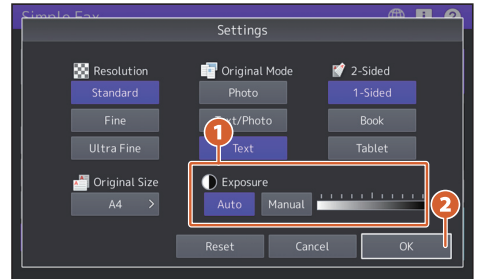 Simple Fax
Settings
Resolution
Original Mode
2-Sided
Standard
Photo
1-Sided
Fine
Text/Photo
Book
Ultra Fine
Text
Tablet
1
Original Size
Exposure
A4 >
Auto
Manual
2
Reset
Cancel
OK